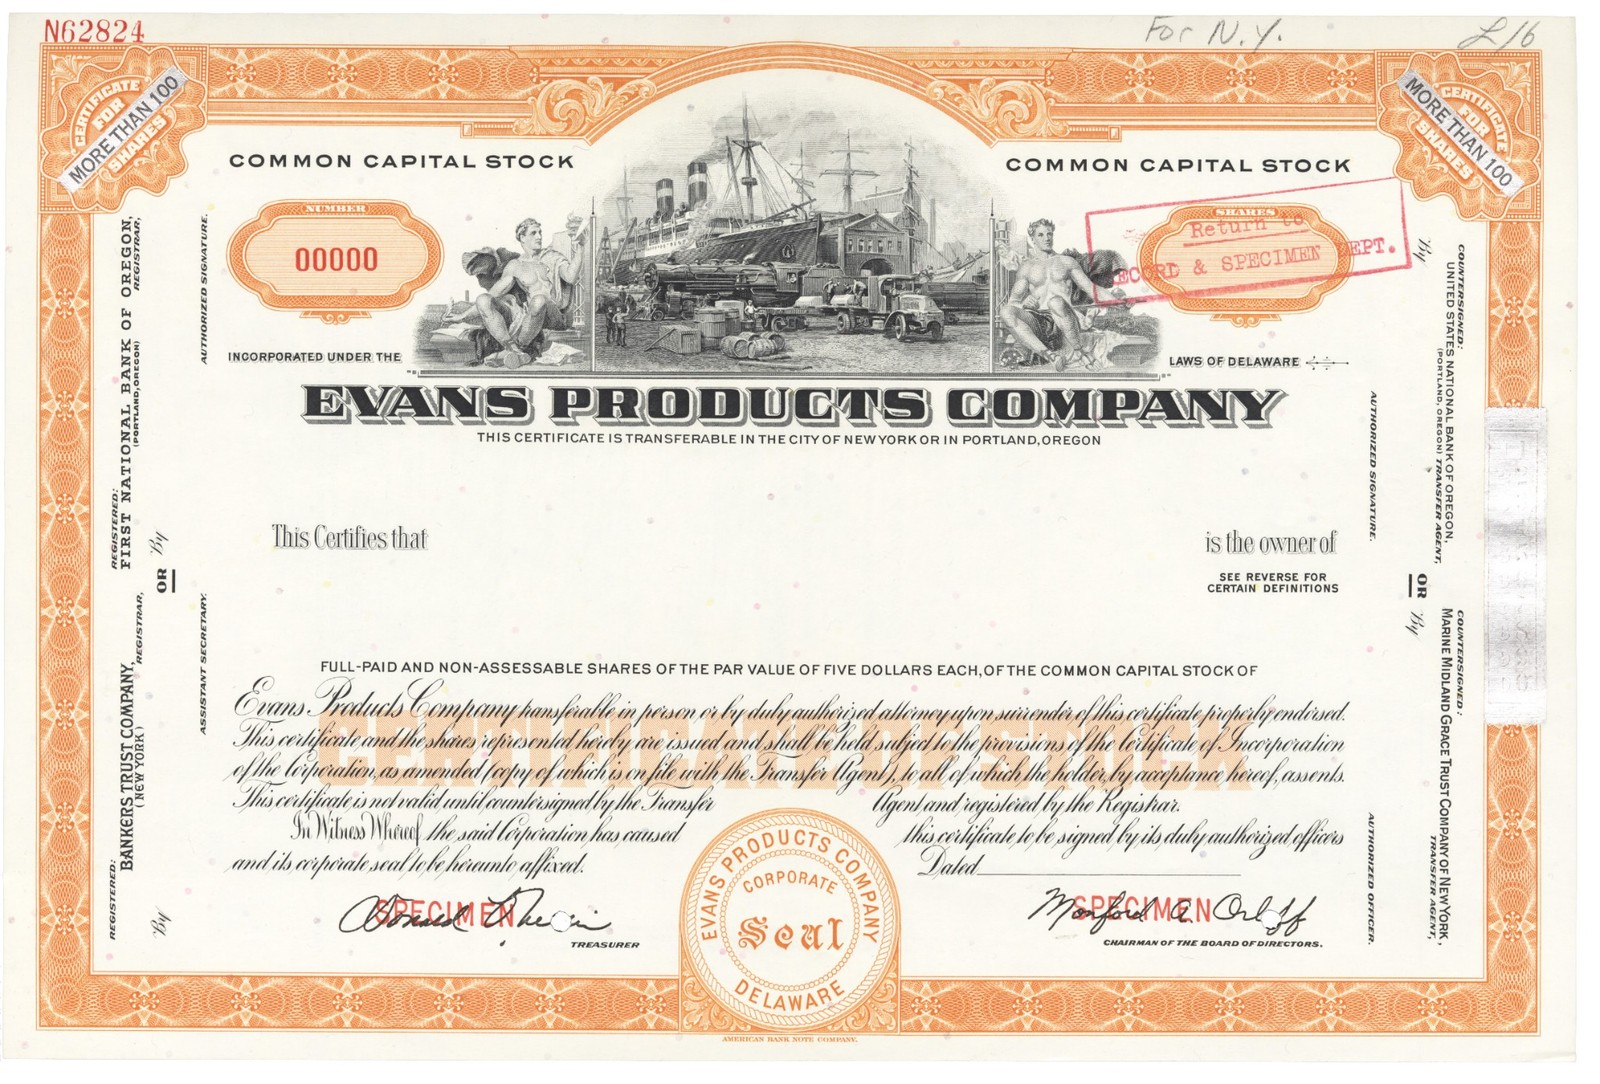 N62824
For N.Y.
£16
CERTIFICATE
FOR
MORE THAN 100
SHARES
CERTIFICATE
FOR
MORE THAN 100
SHARES
COMMON CAPITAL STOCK
COMMON CAPITAL STOCK
NUMBER
00000
SHARES
Return to
RECORD & SPECIMEN DEPT.
INCORPORATED UNDER THE
LAWS OF DELAWARE
EVANS PRODUCTS COMPANY
THIS CERTIFICATE IS TRANSFERABLE IN THE CITY OF NEW YORK OR IN PORTLAND, OREGON
This Certifies that
is the owner of
SEE REVERSE FOR
CERTAIN DEFINITIONS
FULL-PAID AND NON-ASSESSABLE SHARES OF THE PAR VALUE OF FIVE DOLLARS EACH, OF THE COMMON CAPITAL STOCK OF
Evans Products Company transferable in person or by duly authorized attorney upon surrender of this certificate properly endorsed.
This certificate and the shares represented hereby are issued and shall be held subject to the provisions of the Certificate of Incorporation
of the Corporation, as amended (copy of which is on file with the Transfer Agent), to all of which the holder, by acceptance hereof, assents.
This certificate is not valid until countersigned by the Transfer Agent and registered by the Registrar.
In Witness Whereof the said Corporation has caused this certificate to be signed by its duly authorized officers
and its corporate seal to be hereunto affixed.
Dated
CERTIFICATE OF STOCK
SPECIMEN
TREASURER
EVANS PRODUCTS COMPANY
CORPORATE
Seal
DELAWARE
SPECIMEN
Monford A. Orloff
CHAIRMAN OF THE BOARD OF DIRECTORS.
AMERICAN BANK NOTE COMPANY.
REGISTERED:
FIRST NATIONAL BANK OF OREGON,
(PORTLAND, OREGON) REGISTRAR,
By
AUTHORIZED SIGNATURE.
OR
REGISTERED:
BANKERS TRUST COMPANY,
(NEW YORK) REGISTRAR,
By
ASSISTANT SECRETARY.
COUNTERSIGNED:
UNITED STATES NATIONAL BANK OF OREGON,
(PORTLAND, OREGON) TRANSFER AGENT,
By
AUTHORIZED SIGNATURE.
OR
COUNTERSIGNED:
MARINE MIDLAND GRACE TRUST COMPANY OF NEW YORK,
TRANSFER AGENT,
By
AUTHORIZED OFFICER.